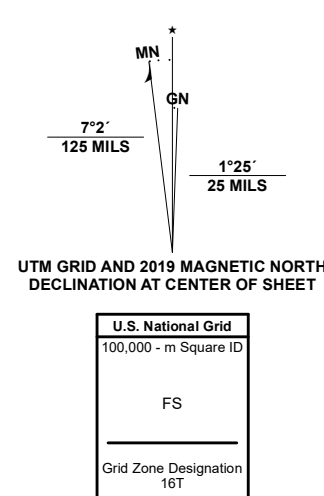 ★
MN
GN
7°2´
125 MILS
1°25´
25 MILS
UTM GRID AND 2019 MAGNETIC NORTH
DECLINATION AT CENTER OF SHEET
U.S. National Grid
100,000 - m Square ID
FS
Grid Zone Designation
16T